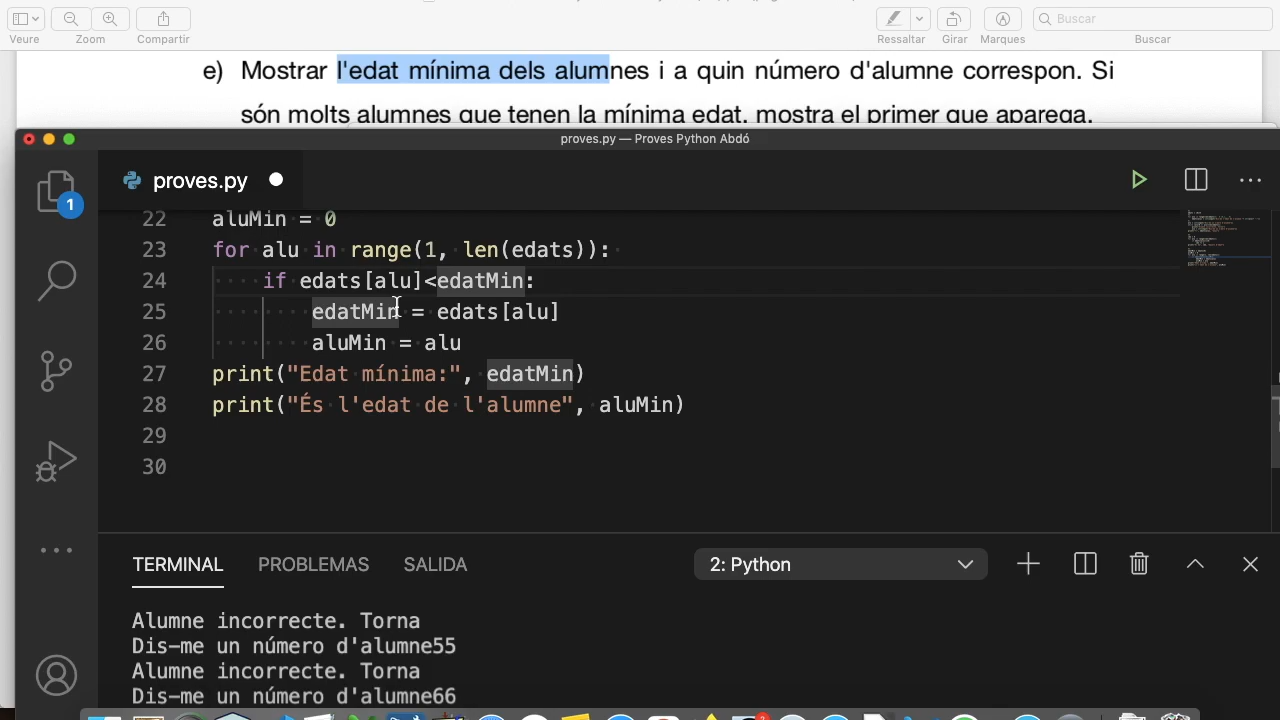 Buscar
Veure Zoom Compartir Ressaltar Girar Marques Buscar
e) Mostrar l'edat mínima dels alumnes i a quin número d'alumne correspon. Si
són molts alumnes que tenen la mínima edat, mostra el primer que aparega.
proves.py — Proves Python Abdó
proves.py
1
22 aluMin = 0
23 for alu in range(1, len(edats)):
24 if edats[alu]<edatMin:
25 edatMin = edats[alu]
26 aluMin = alu
27 print("Edat mínima:", edatMin)
28 print("És l'edat de l'alumne", aluMin)
29
30
TERMINAL PROBLEMAS SALIDA 2: Python
Alumne incorrecte. Torna
Dis-me un número d'alumne55
Alumne incorrecte. Torna
Dis-me un número d'alumne66